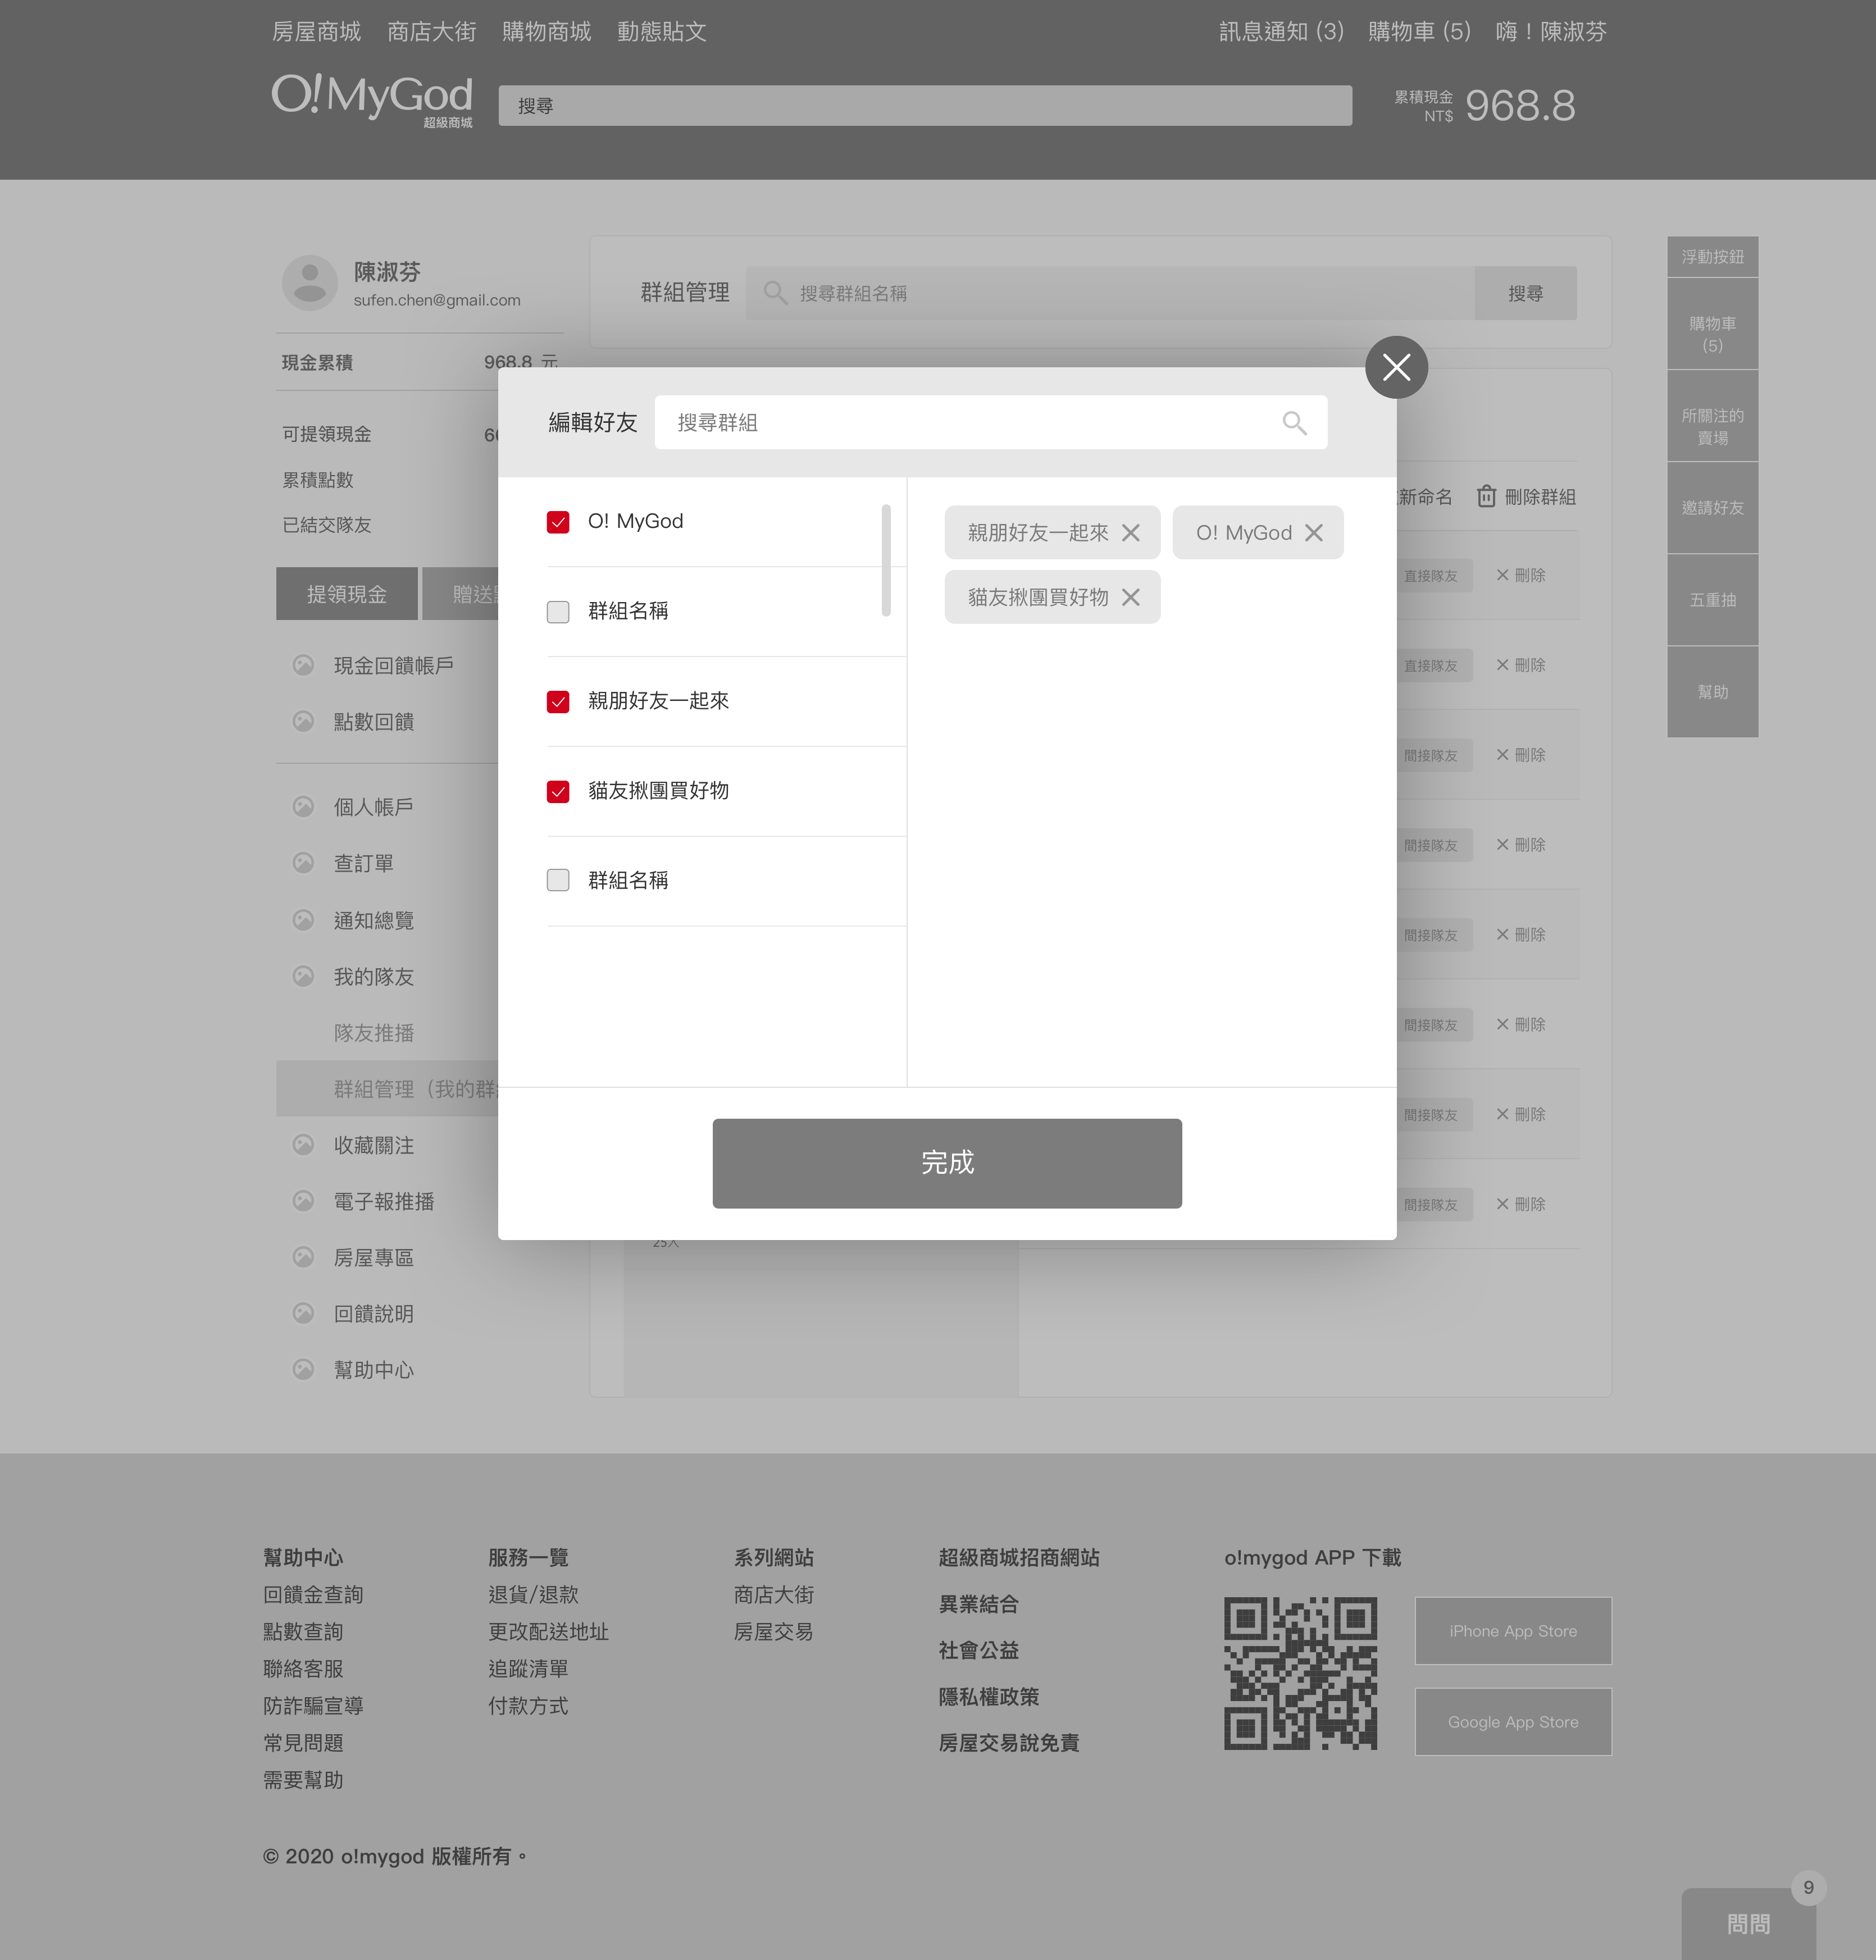 房屋商城 商店大街 購物商城 動態貼文 訊息通知 (3) 購物車 (5) 嗨！陳淑芬
O!MyGod
超級商城
搜尋
累積現金
NT$
968.8
陳淑芬
sufen.chen@gmail.com
現金累積 968.8 元
可提領現金
累積點數
已結交隊友
提領現金
贈送
現金回饋帳戶
點數回饋
個人帳戶
查訂單
通知總覽
我的隊友
隊友推播
群組管理（我的群
收藏關注
電子報推播
房屋專區
回饋說明
幫助中心
群組管理 搜尋群組名稱 搜尋
新命名 刪除群組
直接隊友 刪除
直接隊友 刪除
間接隊友 刪除
間接隊友 刪除
間接隊友 刪除
間接隊友 刪除
間接隊友 刪除
間接隊友 刪除
25人
編輯好友 搜尋群組
O! MyGod
群組名稱
親朋好友一起來
貓友揪團買好物
群組名稱
親朋好友一起來 O! MyGod
貓友揪團買好物
完成
浮動按鈕
購物車
(5)
所關注的
賣場
邀請好友
五重抽
幫助
幫助中心
回饋金查詢
點數查詢
聯絡客服
防詐騙宣導
常見問題
需要幫助
服務一覽
退貨/退款
更改配送地址
追蹤清單
付款方式
系列網站
商店大街
房屋交易
超級商城招商網站
異業結合
社會公益
隱私權政策
房屋交易說免責
o!mygod APP 下載
iPhone App Store
Google App Store
© 2020 o!mygod 版權所有。
9
問問